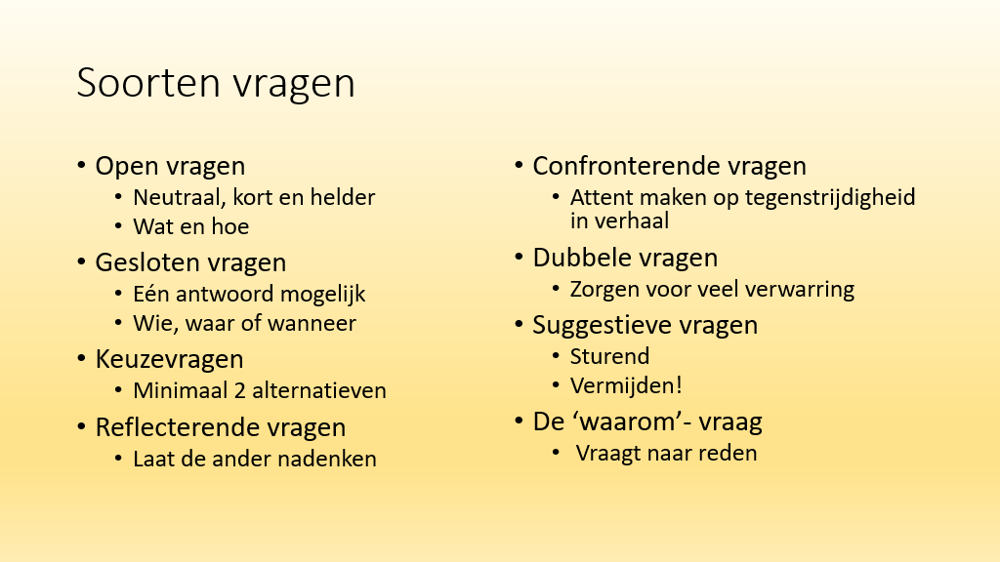 Soorten vragen
• Open vragen
• Neutraal, kort en helder
• Wat en hoe
• Gesloten vragen
• Eén antwoord mogelijk
• Wie, waar of wanneer
• Keuzevragen
• Minimaal 2 alternatieven
• Reflecterende vragen
• Laat de ander nadenken
• Confronterende vragen
• Attent maken op tegenstrijdigheid
in verhaal
• Dubbele vragen
• Zorgen voor veel verwarring
• Suggestieve vragen
• Sturend
• Vermijden!
• De ‘waarom’- vraag
• Vraagt naar reden